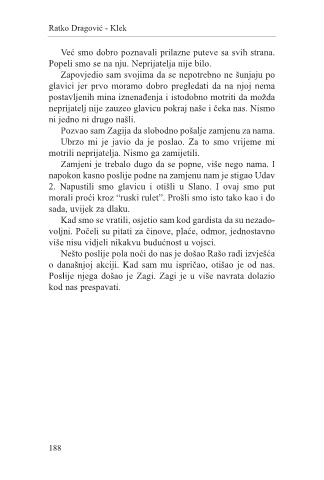 Ratko Dragović - Klek
Već smo dobro poznavali prilazne puteve sa svih strana.
Popeli smo se na nju. Neprijatelja nije bilo.
Zapovjedio sam svojima da se nepotrebno ne šunjaju po
glavici jer prvo moramo dobro pregledati da na njoj nema
postavljenih mina iznenađenja i istodobno motriti da možda
neprijatelj nije zauzeo glavicu pokraj naše i čeka nas. Nismo
ni jedno ni drugo našli.
Pozvao sam Zagija da slobodno pošalje zamjenu za nama.
Ubrzo mi je javio da je poslao. Za to smo vrijeme mi
motrili neprijatelja. Nismo ga zamijetili.
Zamjeni je trebalo dugo da se popne, više nego nama. I
napokon kasno poslije podne na zamjenu nam je stigao Udav
2. Napustili smo glavicu i otišli u Slano. I ovaj smo put
morali proći kroz “ruski rulet”. Prošli smo isto tako kao i do
sada, uvijek za dlaku.
Kad smo se vratili, osjetio sam kod gardista da su nezado-
voljni. Počeli su pitati za činove, plaće, odmor, jednostavno
više nisu vidjeli nikakvu budućnost u vojsci.
Nešto poslije pola noći do nas je došao Rašo radi izvješća
o današnjoj akciji. Kad sam mu ispričao, otišao je od nas.
Poslije njega došao je Zagi. Zagi je u više navrata dolazio
kod nas prespavati.
188